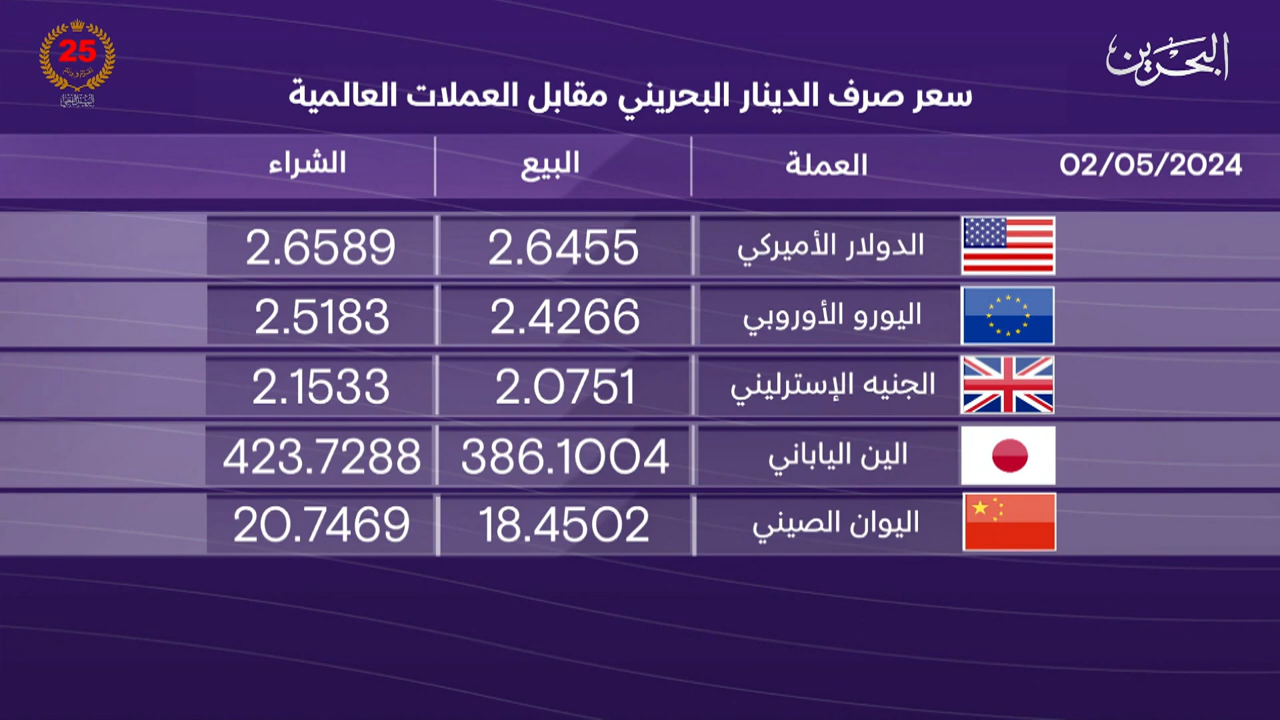 البحرين
25
سعر صرف الدينار البحريني مقابل العملات العالمية
02/05/2024 العملة البيع الشراء
الدولار الأميركي 2.6455 2.6589
اليورو الأوروبي 2.4266 2.5183
الجنيه الإسترليني 2.0751 2.1533
الين الياباني 386.1004 423.7288
اليوان الصيني 18.4502 20.7469